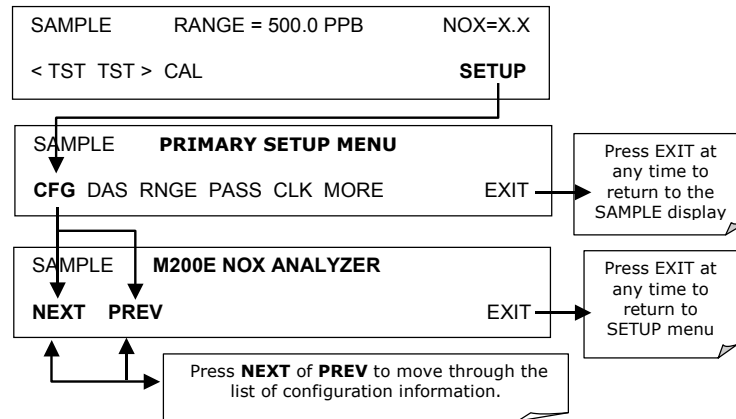 SAMPLE RANGE = 500.0 PPB NOX=X.X
< TST TST > CAL SETUP
SAMPLE PRIMARY SETUP MENU
CFG DAS RNGE PASS CLK MORE EXIT
Press EXIT at
any time to
return to the
SAMPLE display
SAMPLE M200E NOX ANALYZER
NEXT PREV EXIT
Press EXIT at
any time to
return to
SETUP menu
Press NEXT of PREV to move through the
list of configuration information.